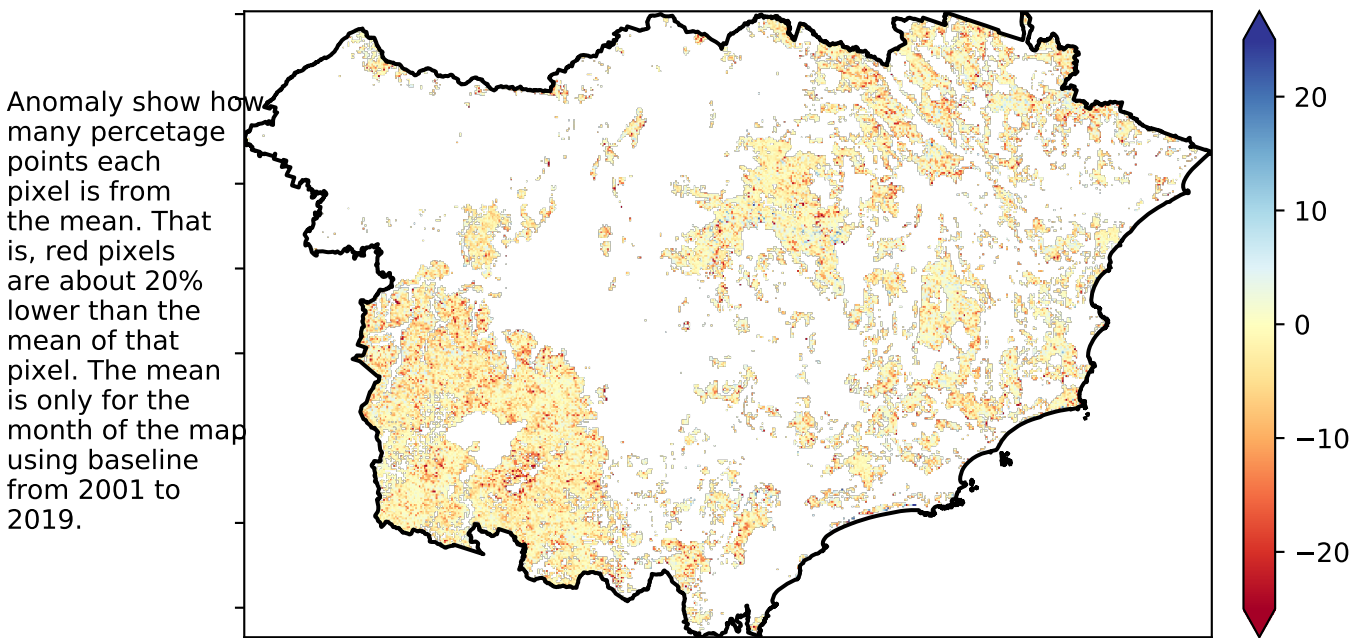 Anomaly show how
many percetage
points each
pixel is from
the mean. That
is, red pixels
are about 20%
lower than the
mean of that
pixel. The mean
is only for the
month of the map
using baseline
from 2001 to
2019.
20
10
0
−10
−20